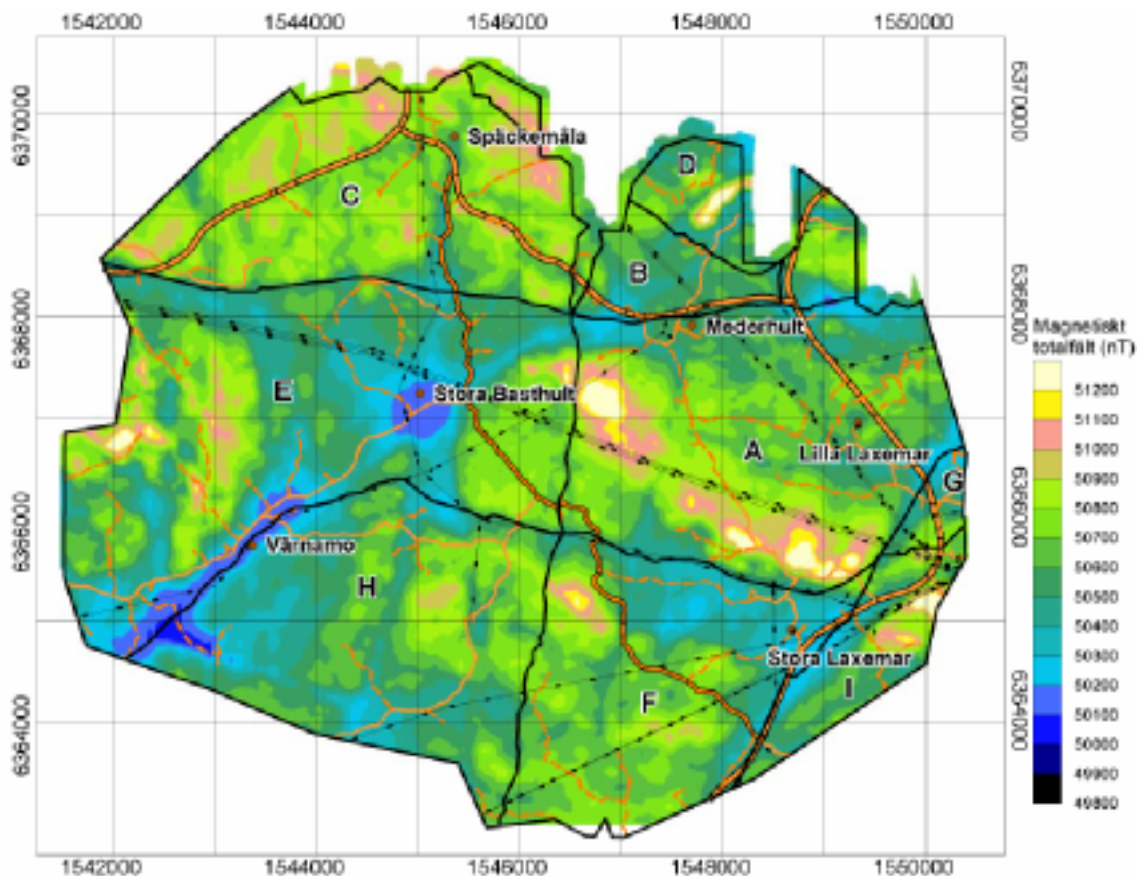 1542000 1544000 1546000 1548000 1550000
6370000
6370000
Späckemåla
D
C
B
6368000
6368000
Mederhult
Magnetiskt
totalfält (nT)
51200
51100
51000
50900
50800
50700
50600
50500
50400
50300
50200
50100
50000
49900
49800
E
Stora Basthult
A
Lilla Laxemar
G
6366000
6366000
Värnamo
H
Stora Laxemar
I
F
6364000
6364000
1542000 1544000 1546000 1548000 1550000